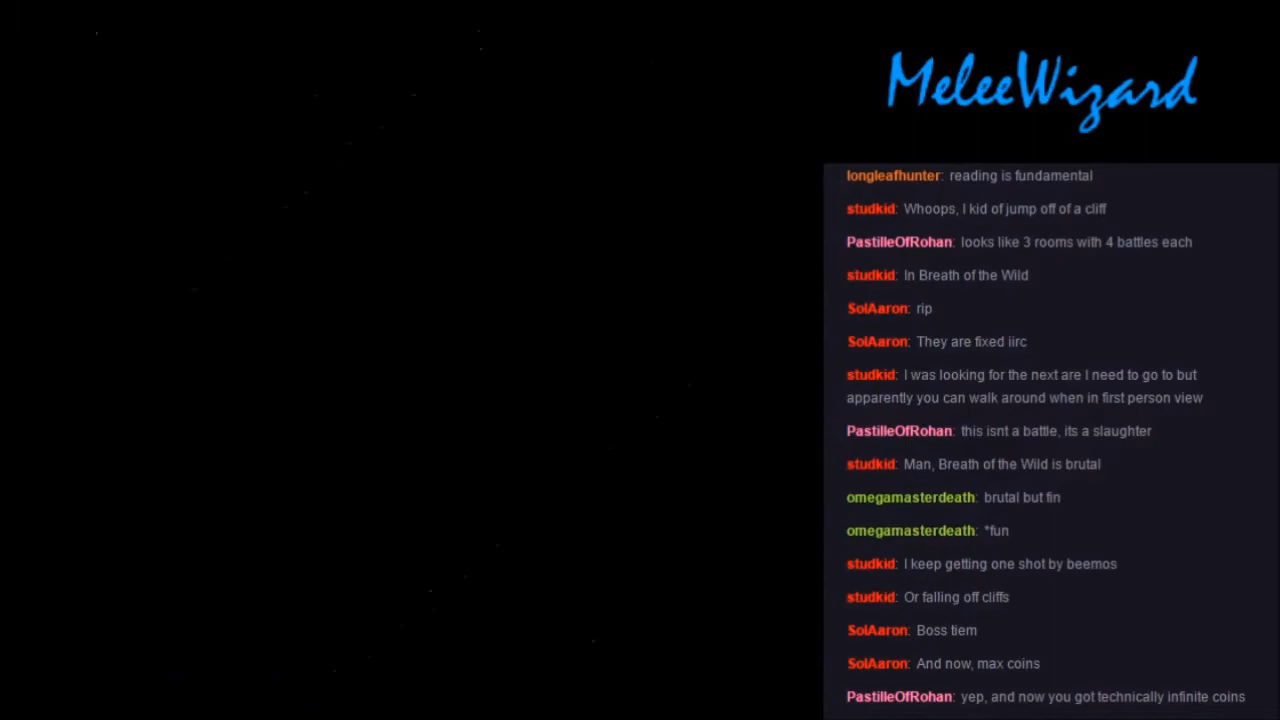 MeleeWizard
longleafhunter: reading is fundamental
studkid: Whoops, I kid of jump off of a cliff
PastilleOfRohan: looks like 3 rooms with 4 battles each
studkid: In Breath of the Wild
SolAaron: rip
SolAaron: They are fixed iirc
studkid: I was looking for the next are I need to go to but
apparently you can walk around when in first person view
PastilleOfRohan: this isnt a battle, its a slaughter
studkid: Man, Breath of the Wild is brutal
omegamasterdeath: brutal but fin
omegamasterdeath: *fun
studkid: I keep getting one shot by beemos
studkid: Or falling off cliffs
SolAaron: Boss tiem
SolAaron: And now, max coins
PastilleOfRohan: yep, and now you got technically infinite coins